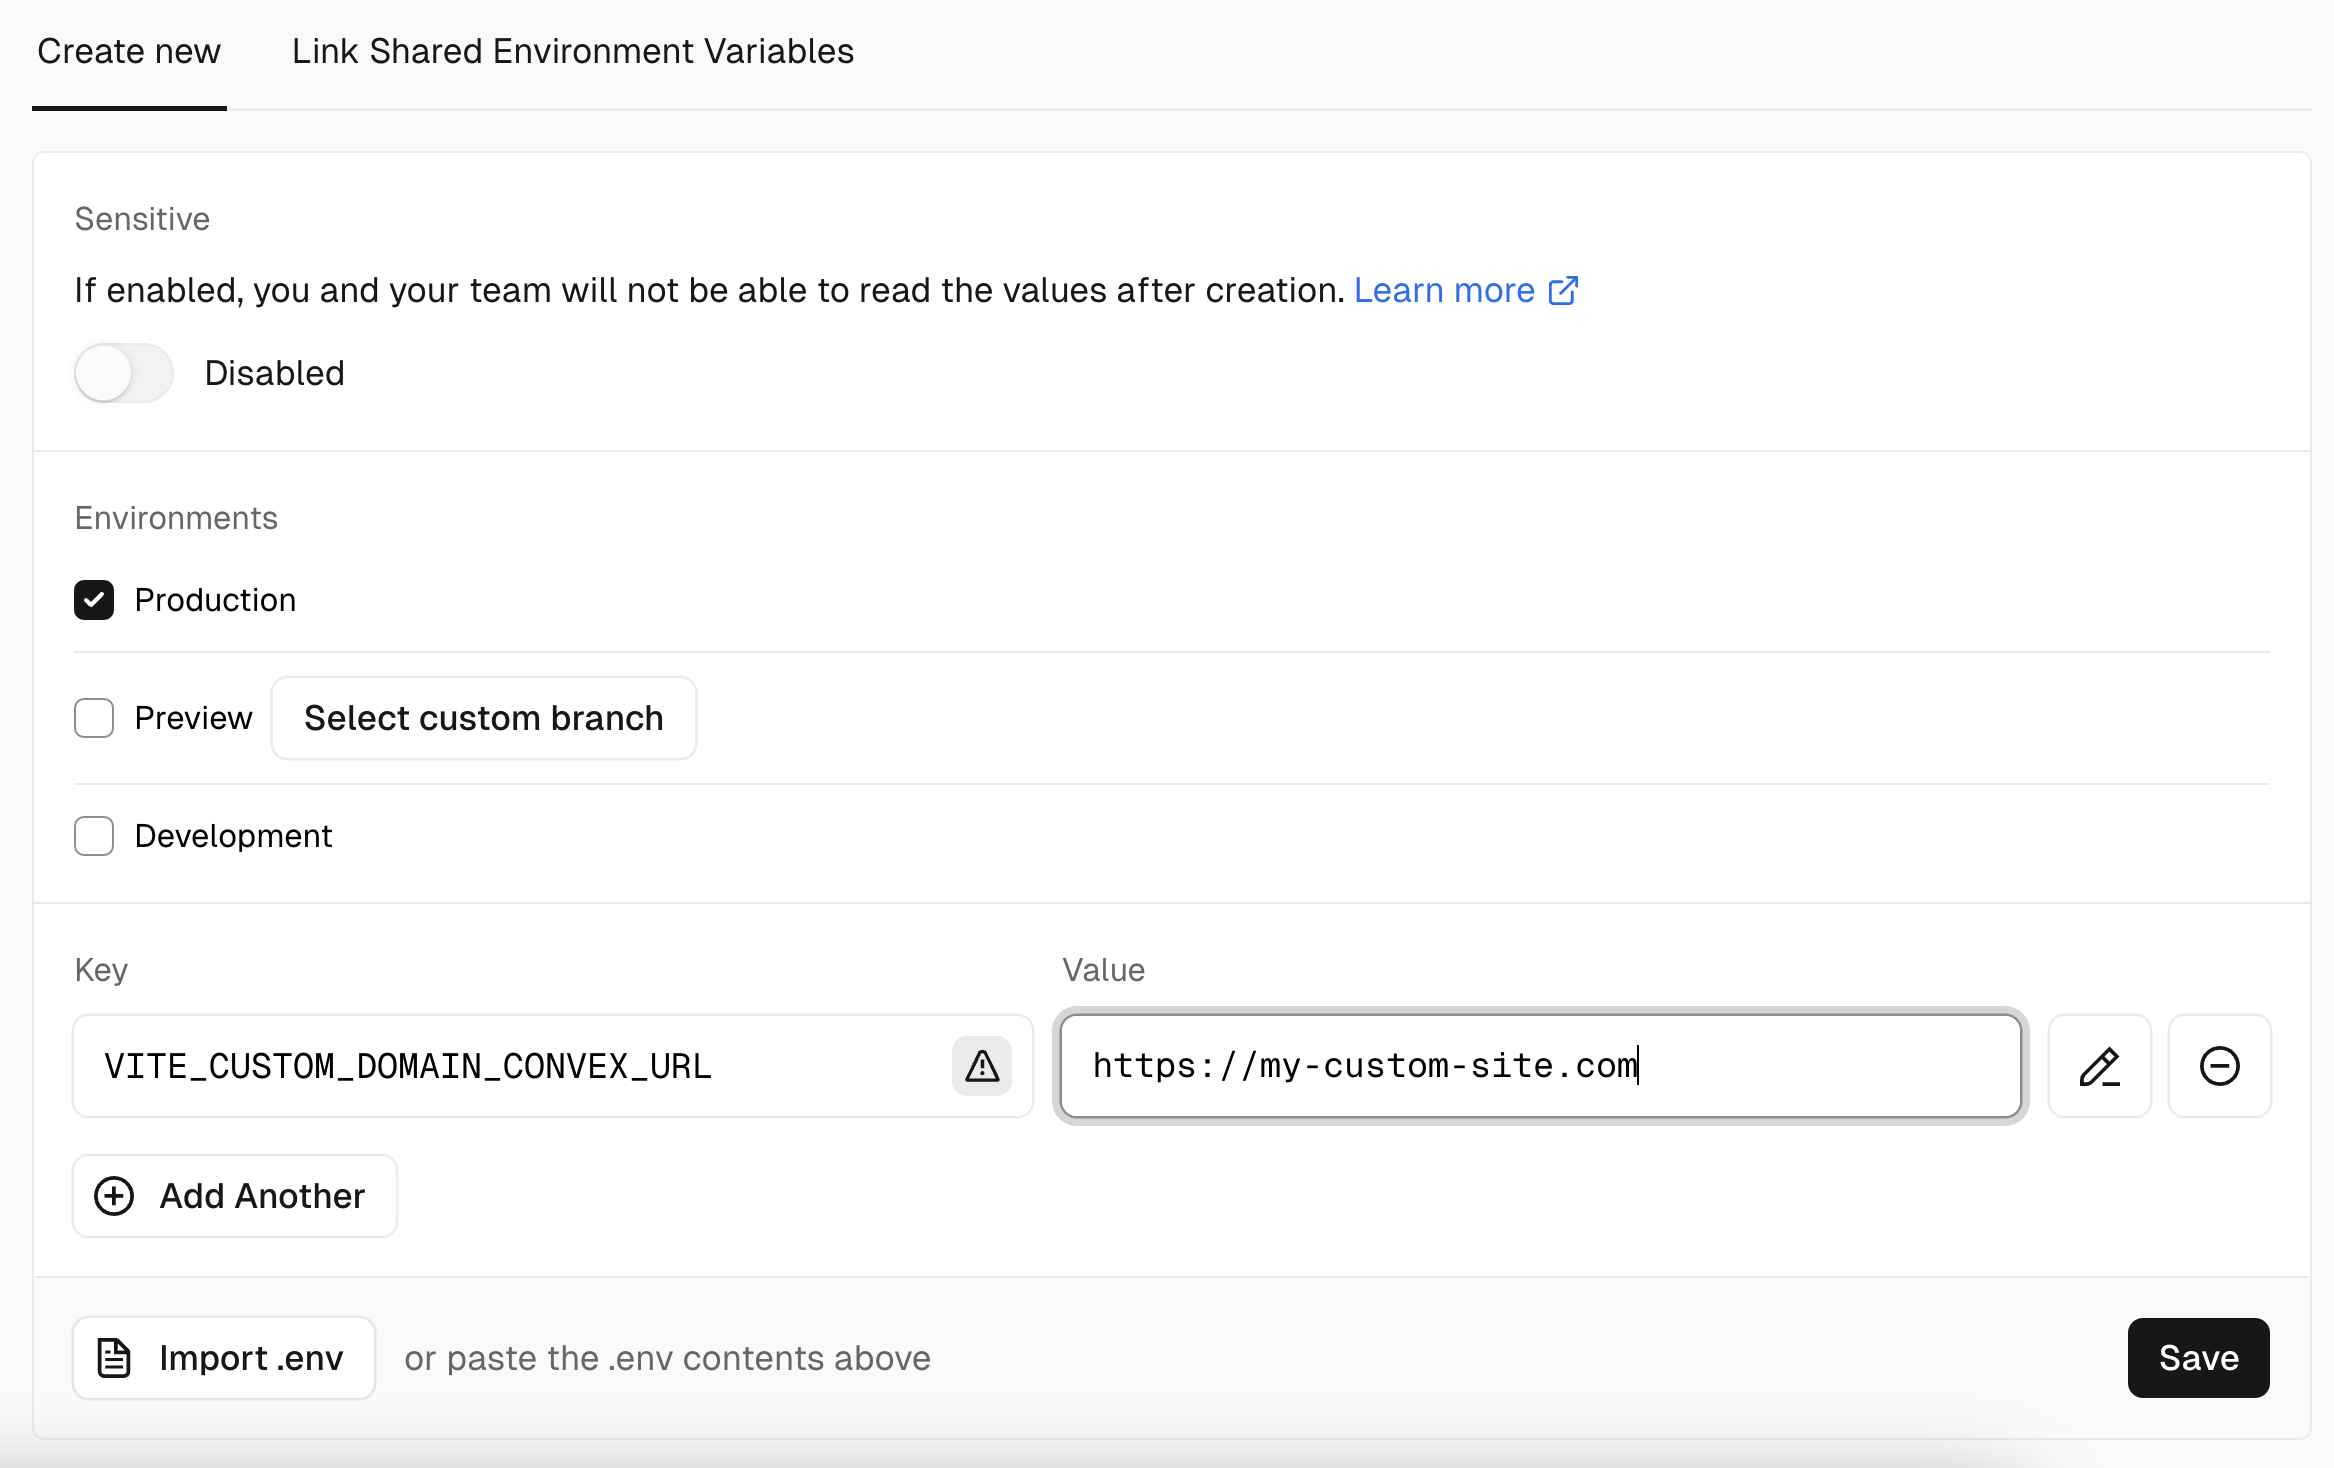 Create new Link Shared Environment Variables
Sensitive
If enabled, you and your team will not be able to read the values after creation. Learn more
Disabled
Environments
Production
Preview Select custom branch
Development
Key Value
VITE_CUSTOM_DOMAIN_CONVEX_URL https://my-custom-site.com
Add Another
Import .env or paste the .env contents above Save